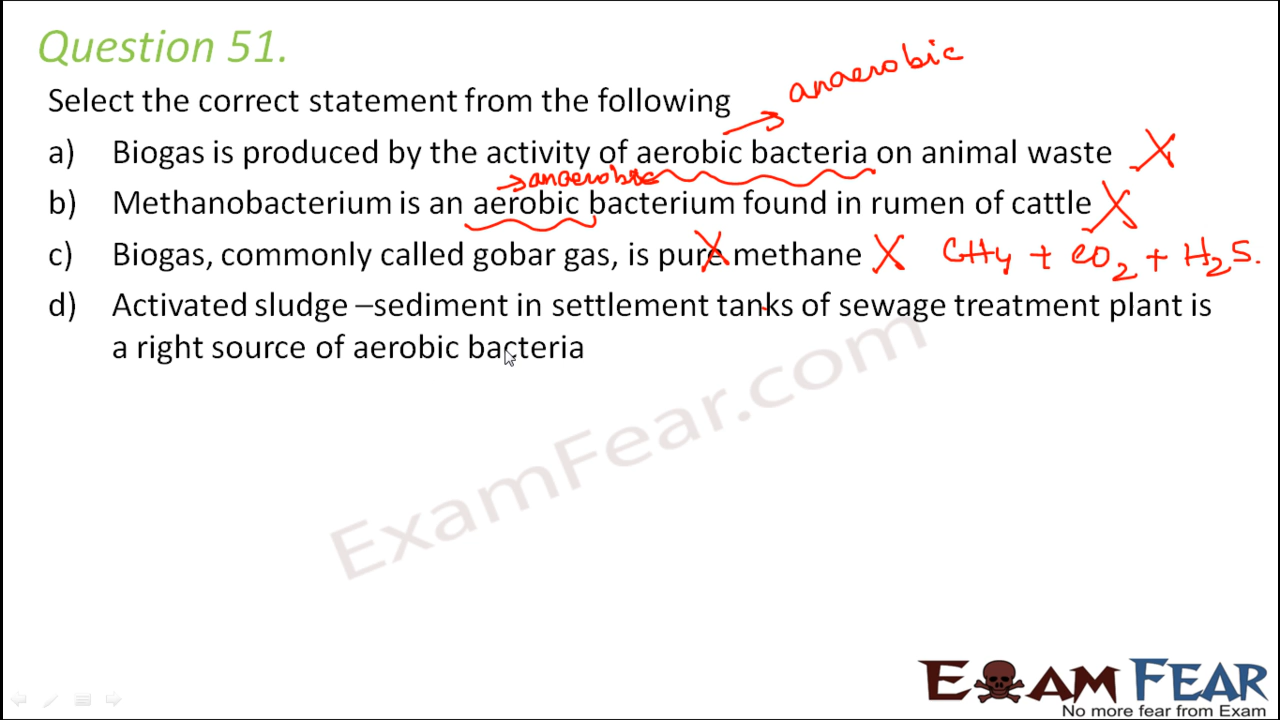 Question 51.
anaerobic
Select the correct statement from the following
a) Biogas is produced by the activity of aerobic bacteria on animal waste X
anaerobic
b) Methanobacterium is an aerobic bacterium found in rumen of cattle X
c) Biogas, commonly called gobar gas, is pure methane X CH4 + CO2 + H2S.
d) Activated sludge –sediment in settlement tanks of sewage treatment plant is
a right source of aerobic bacteria
ExamFear.com
EXAM FEAR
No more fear from Exam